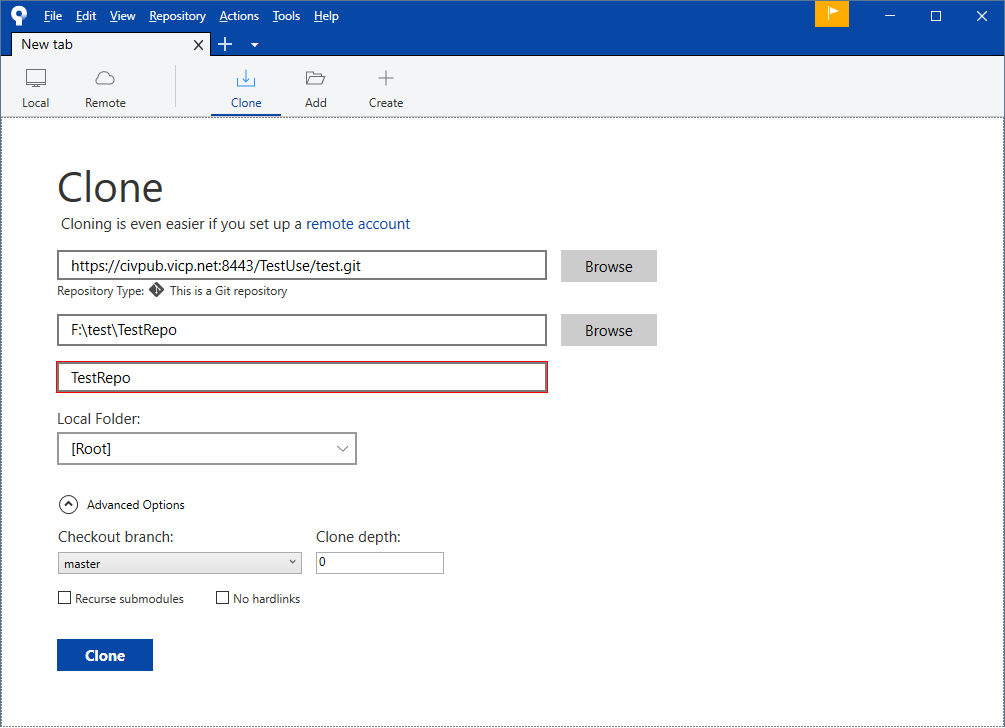 File Edit View Repository Actions Tools Help
New tab
Local Remote Clone Add Create
Clone
Cloning is even easier if you set up a remote account
https://civpub.vicp.net:8443/TestUse/test.git Browse
Repository Type: This is a Git repository
F:\test\TestRepo Browse
TestRepo
Local Folder:
[Root]
Advanced Options
Checkout branch: Clone depth:
master 0
Recurse submodules No hardlinks
Clone